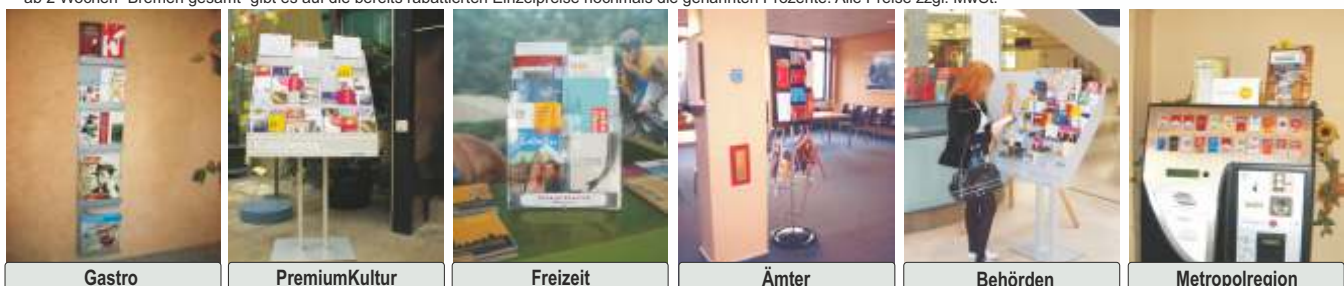 ab 2 Wochen "Bremen gesamt" gibt es auf die bereits rabattierten Einzelpreise nochmals die genannten Prozente. Alle Preise zzgl. MwSt.
Gastro
PremiumKultur
Freizeit
Ämter
Behörden
Metropolregion